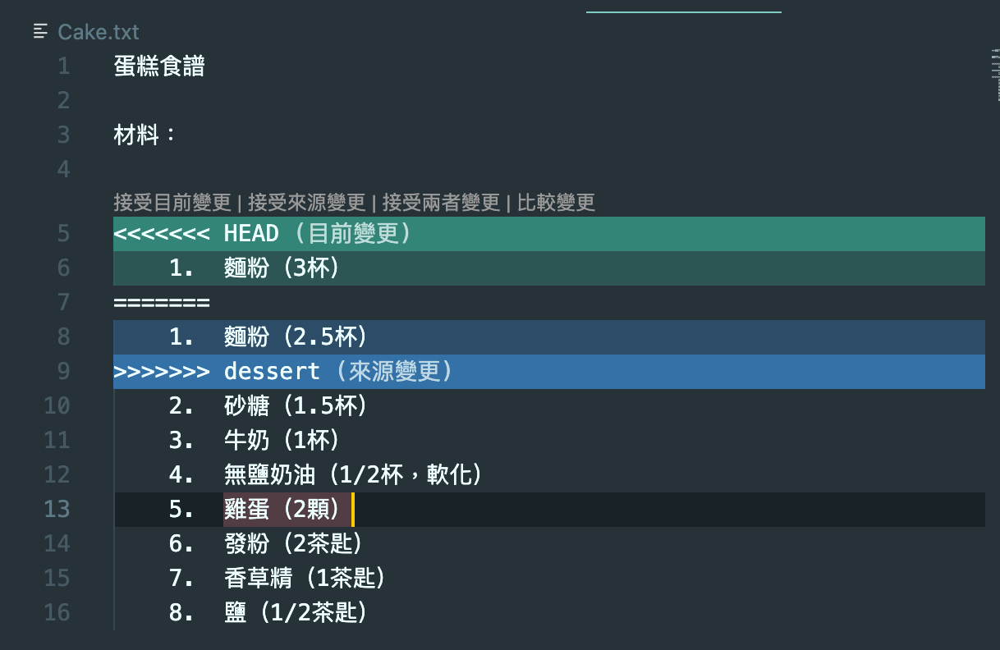 Cake.txt
1 蛋糕食譜
2
3 材料：
4
接受目前變更 | 接受來源變更 | 接受兩者變更 | 比較變更
5 <<<<<<< HEAD (目前變更)
6 1. 麵粉（3杯）
7 =======
8 1. 麵粉（2.5杯）
9 >>>>>>> dessert (來源變更)
10 2. 砂糖（1.5杯）
11 3. 牛奶（1杯）
12 4. 無鹽奶油（1/2杯，軟化）
13 5. 雞蛋（2顆）
14 6. 發粉（2茶匙）
15 7. 香草精（1茶匙）
16 8. 鹽（1/2茶匙）